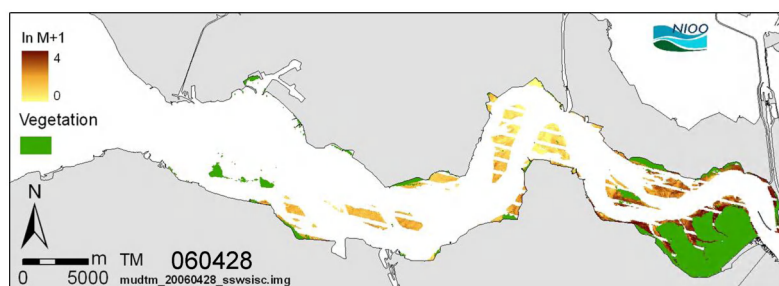 ln M+1
4
0
NIOO
Vegetation
N
0 5000 m TM 060428
mudtm_20060428_sswsisc.img